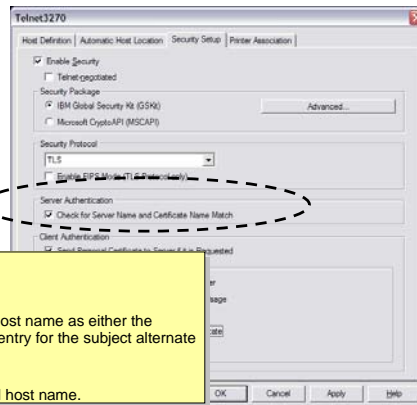 Telnet3270
Host Definition Automatic Host Location Security Setup Printer Association
Enable Security
Telnet-negotiated
Security Package
IBM Global Security Kit (GSKit)
Advanced...
Microsoft CryptoAPI (MSCAPI)
Security Protocol
TLS
Enable FIPS Mode (TLS Protocol only)
Server Authentication
Check for Server Name and Certificate Name Match
Client Authentication
Send Personal Certificate to Server if it is Requested
ost name as either the
entry for the subject alternate
host name.
OK Cancel Apply Help